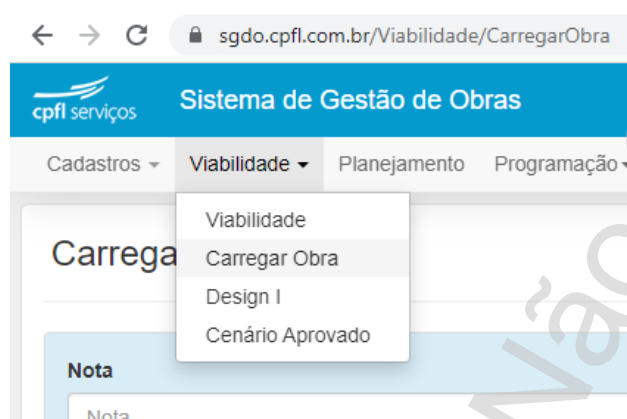 sgdo.cpfl.com.br/Viabilidade/CarregarObra
cpfl serviços
Sistema de Gestão de Obras
Cadastros
Viabilidade
Planejamento
Programação
Viabilidade
Carregar Obra
Design I
Cenário Aprovado
Carrega
Nota
Nota
Não